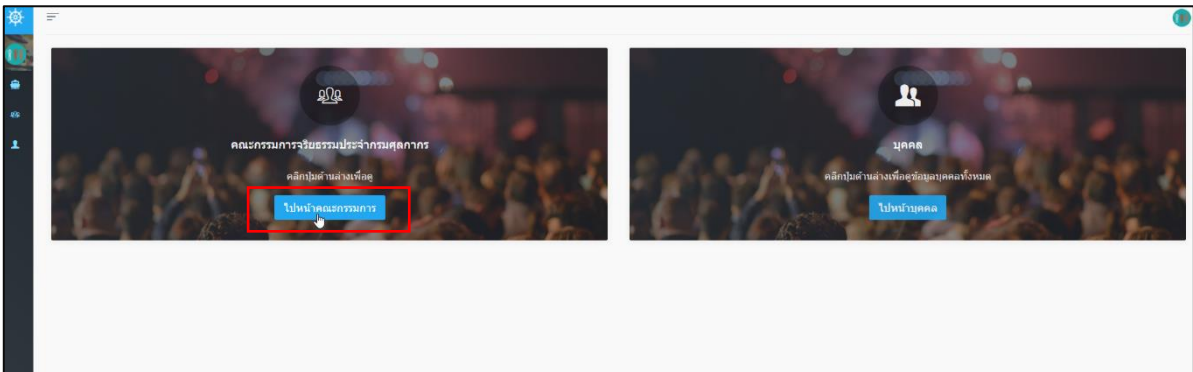 คณะกรรมการจริยธรรมประจำกรมศุลกากร
คลิกปุ่มด้านล่างเพื่อดู
ไปหน้าคณะกรรมการ
บุคคล
คลิกปุ่มด้านล่างเพื่อดูข้อมูลบุคคลทั้งหมด
ไปหน้าบุคคล